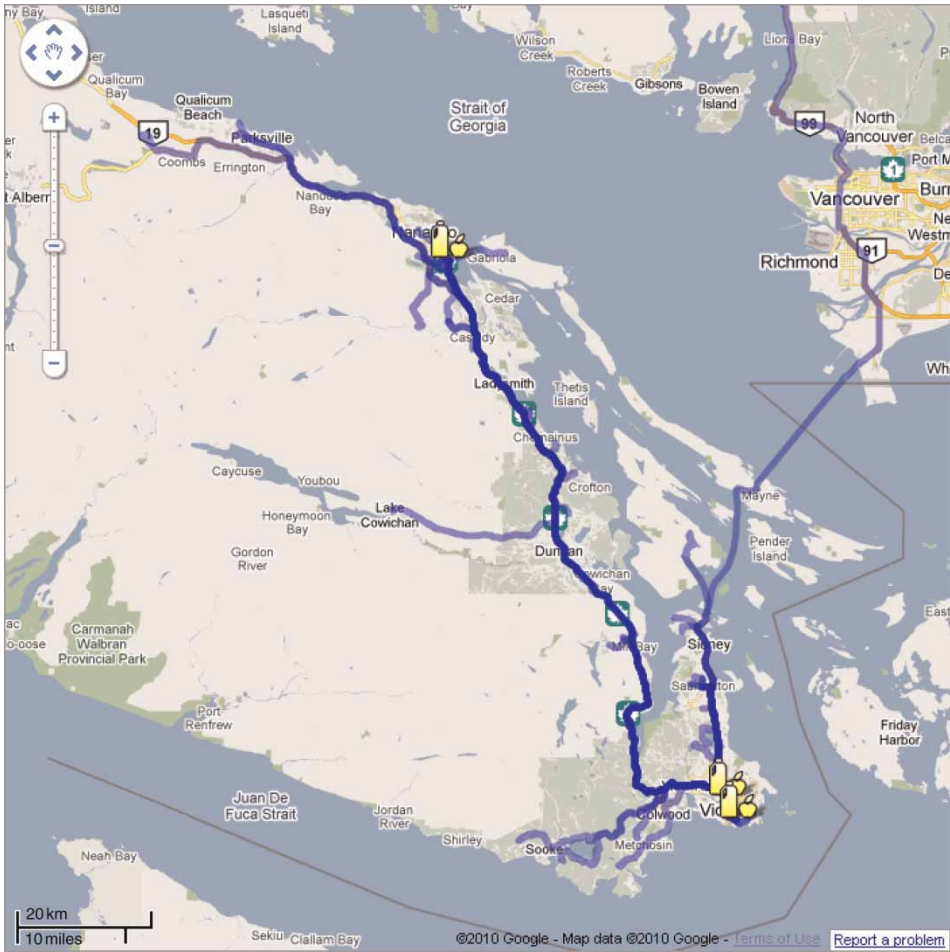 Lasqueti
Island
Island
Wilson
Creek
Roberts
Creek
Gibsons
Bowen
Island
Lions Bay
99
North
Vancouver
1
Port M
Vancouver
Burn
New
Westm
91
Richmond
De
Strait of
Georgia
Qualicum
Bay
Qualicum
Beach
19
Parksville
Coombs
Errington
t Albern
Gabriola
Cedar
Cassidy
Ladysmith
Thetis
Island
Chemainus
Crofton
Caycuse
Youbou
Lake
Cowichan
Honeymoon
Bay
Gordon
River
Duncan
Mayne
Pender
Island
Sidney
Carmanah
Walbran
Provincial Park
Port
Renfrew
Friday
Harbor
Juan De
Fuca Strait
Jordan
River
Shirley
Sooke
Colwood
Metchosin
Neah Bay
Sekiu
Clallam Bay
20 km
10 miles
©2010 Google - Map data ©2010 Google - Terms of Use
Report a problem